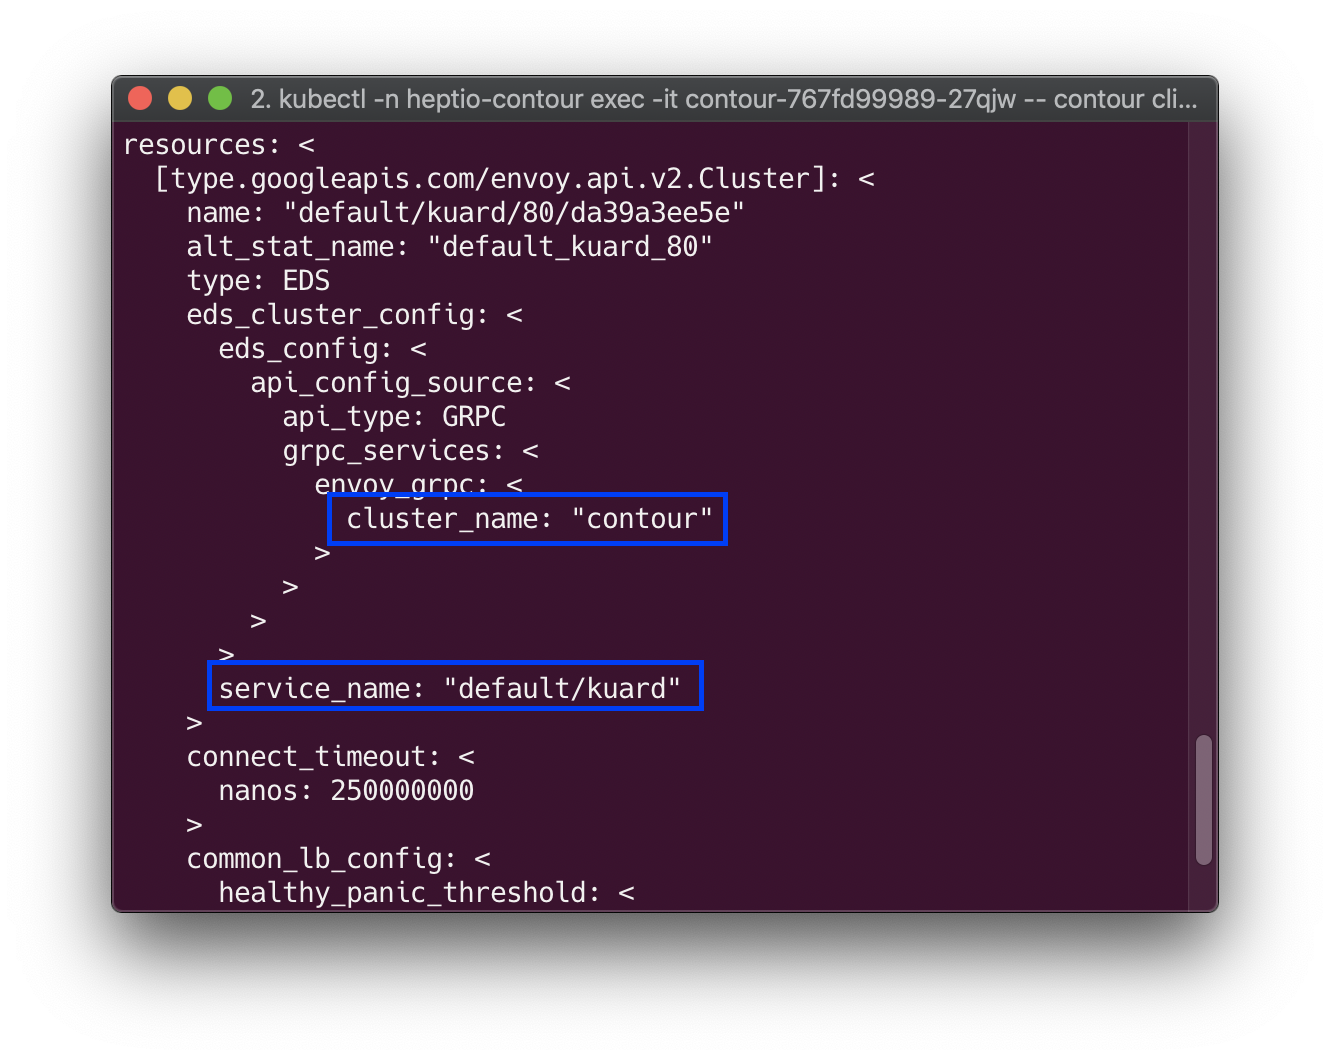 2. kubectl -n heptio-contour exec -it contour-767fd99989-27qjw -- contour cli...
resources: <
  [type.googleapis.com/envoy.api.v2.Cluster]: <
    name: "default/kuard/80/da39a3ee5e"
    alt_stat_name: "default_kuard_80"
    type: EDS
    eds_cluster_config: <
      eds_config: <
        api_config_source: <
          api_type: GRPC
          grpc_services: <
            envoy_grpc: <
              cluster_name: "contour"
            >
          >
        >
      >
      service_name: "default/kuard"
    >
    connect_timeout: <
      nanos: 250000000
    >
    common_lb_config: <
      healthy_panic_threshold: <